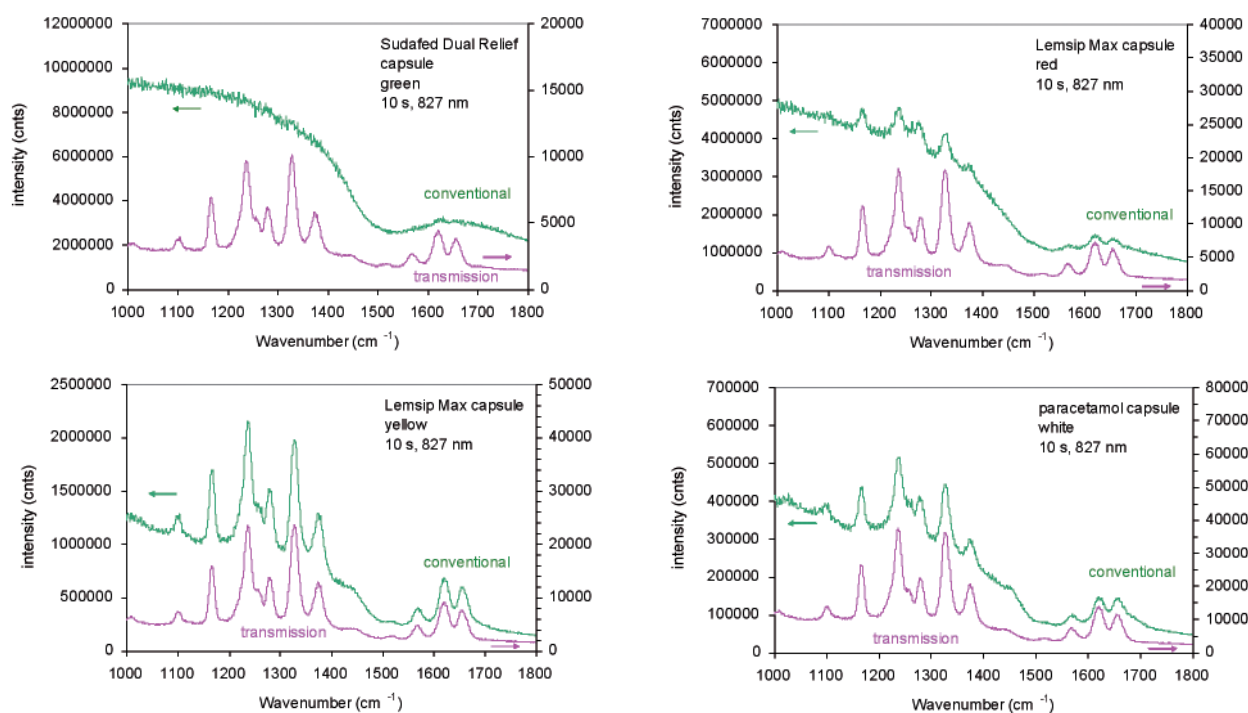 12000000
10000000
8000000
6000000
4000000
2000000
0
intensity (cnts)
20000
15000
10000
5000
0
Sudafed Dual Relief
capsule
green
10 s, 827 nm
conventional
transmission
1000 1100 1200 1300 1400 1500 1600 1700 1800
Wavenumber (cm ⁻¹)
7000000
6000000
5000000
4000000
3000000
2000000
1000000
0
intensity (cnts)
40000
35000
30000
25000
20000
15000
10000
5000
0
Lemsip Max capsule
red
10 s, 827 nm
conventional
transmission
1000 1100 1200 1300 1400 1500 1600 1700 1800
Wavenumber (cm ⁻¹)
2500000
2000000
1500000
1000000
500000
0
intensity (cnts)
50000
40000
30000
20000
10000
0
Lemsip Max capsule
yellow
10 s, 827 nm
conventional
transmission
1000 1100 1200 1300 1400 1500 1600 1700 1800
Wavenumber (cm ⁻¹)
700000
600000
500000
400000
300000
200000
100000
0
intensity (cnts)
80000
70000
60000
50000
40000
30000
20000
10000
0
paracetamol capsule
white
10 s, 827 nm
conventional
transmission
1000 1100 1200 1300 1400 1500 1600 1700 1800
Wavenumber (cm ⁻¹)